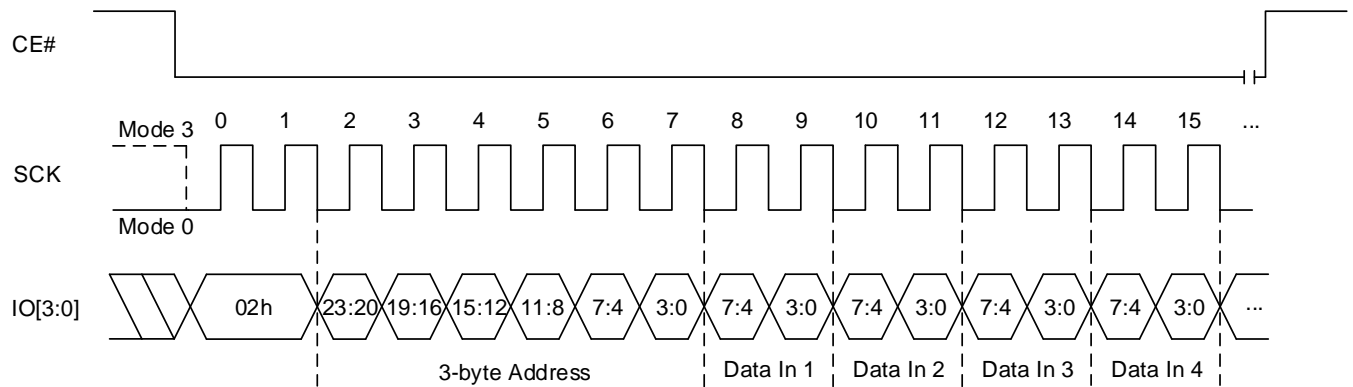 CE#
Mode 3 0 1 2 3 4 5 6 7 8 9 10 11 12 13 14 15 ...
SCK
Mode 0
IO[3:0] 02h 23:20 19:16 15:12 11:8 7:4 3:0 7:4 3:0 7:4 3:0 7:4 3:0 7:4 3:0 ...
3-byte Address Data In 1 Data In 2 Data In 3 Data In 4